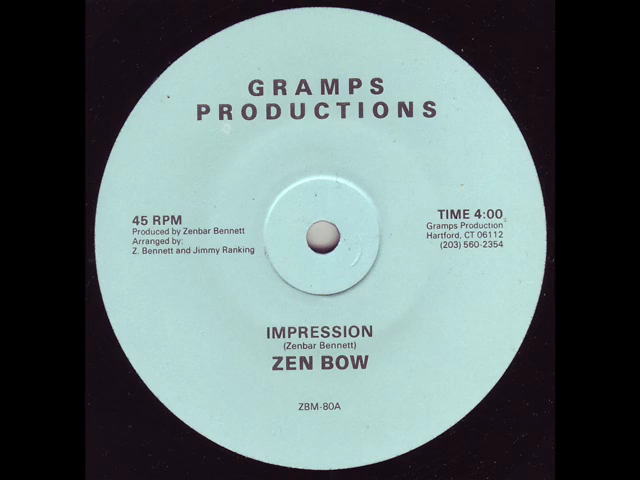 GRAMPS
PRODUCTIONS
45 RPM
Produced by Zenbar Bennett
Arranged by:
Z. Bennett and Jimmy Ranking
TIME 4:00
Gramps Production
Hartford, CT 06112
(203) 560-2354
IMPRESSION
(Zenbar Bennett)
ZEN BOW
ZBM-80A